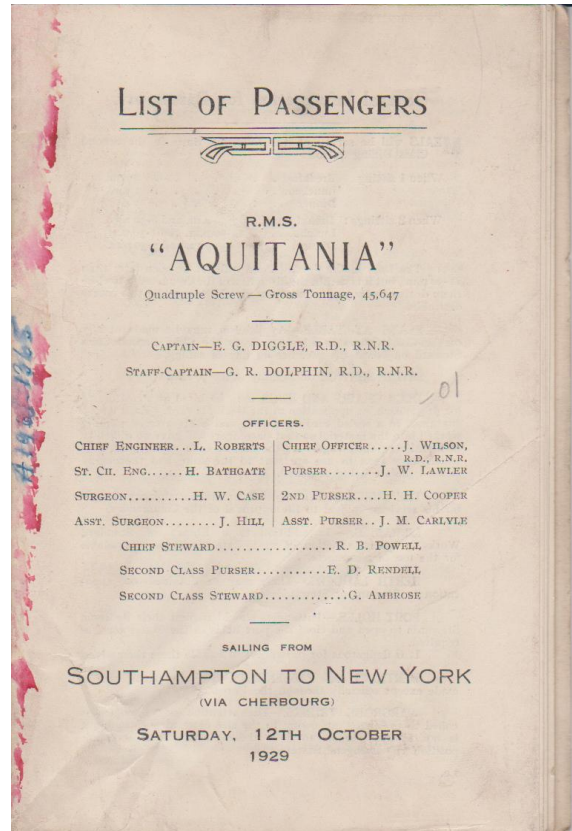 LIST OF PASSENGERS
R.M.S.
"AQUITANIA"
Quadruple Screw — Gross Tonnage, 45,647
CAPTAIN—E. G. DIGGLE, R.D., R.N.R.
STAFF-CAPTAIN—G. R. DOLPHIN, R.D., R.N.R.
_01
OFFICERS.
CHIEF ENGINEER...L. ROBERTS
ST. CH. ENG......H. BATHGATE
SURGEON..........H. W. CASE
ASST. SURGEON........J. HILL
CHIEF OFFICER.....J. WILSON,
R.D., R.N.R.
PURSER........J. W. LAWLER
2ND PURSER....H. H. COOPER
ASST. PURSER..J. M. CARLYLE
CHIEF STEWARD..................R. B. POWELL
SECOND CLASS PURSER...........E. D. RENDELL
SECOND CLASS STEWARD.............G. AMBROSE
SAILING FROM
SOUTHAMPTON TO NEW YORK
(VIA CHERBOURG)
SATURDAY, 12TH OCTOBER
1929